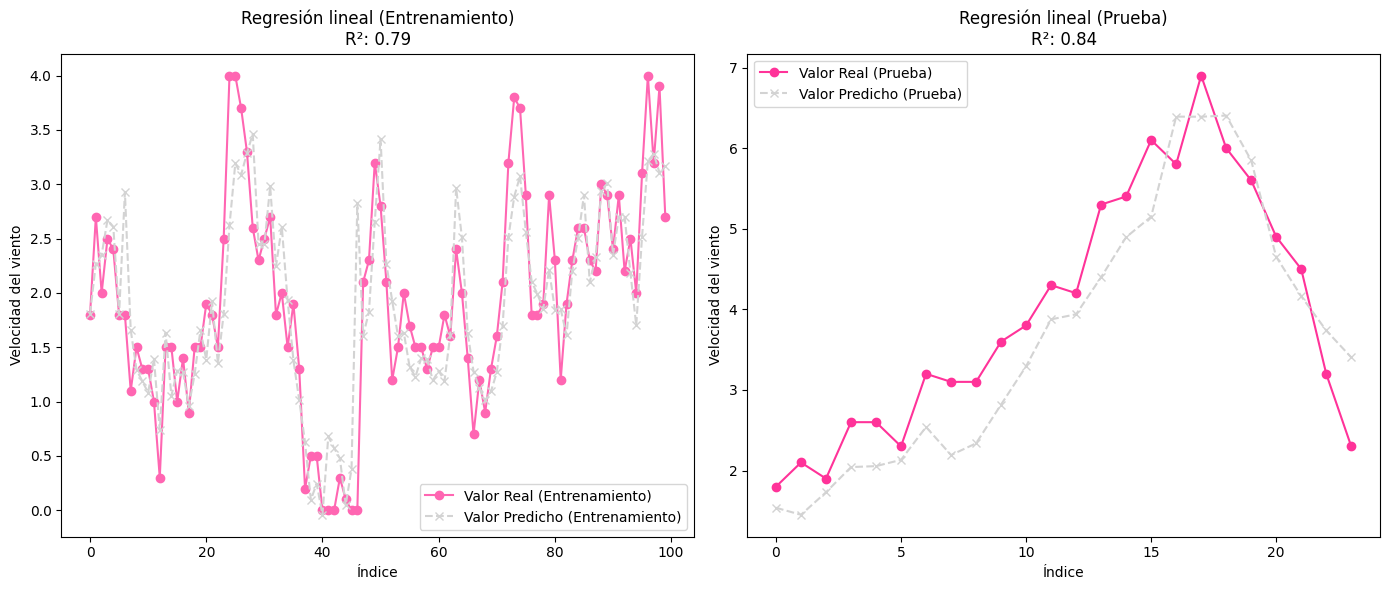 Regresión lineal (Entrenamiento)
R²: 0.79
Velocidad del viento
4.0
3.5
3.0
2.5
2.0
1.5
1.0
0.5
0.0
Valor Real (Entrenamiento)
Valor Predicho (Entrenamiento)
0 20 40 60 80 100
Índice
Regresión lineal (Prueba)
R²: 0.84
Valor Real (Prueba)
Valor Predicho (Prueba)
Velocidad del viento
7
6
5
4
3
2
0 5 10 15 20
Índice